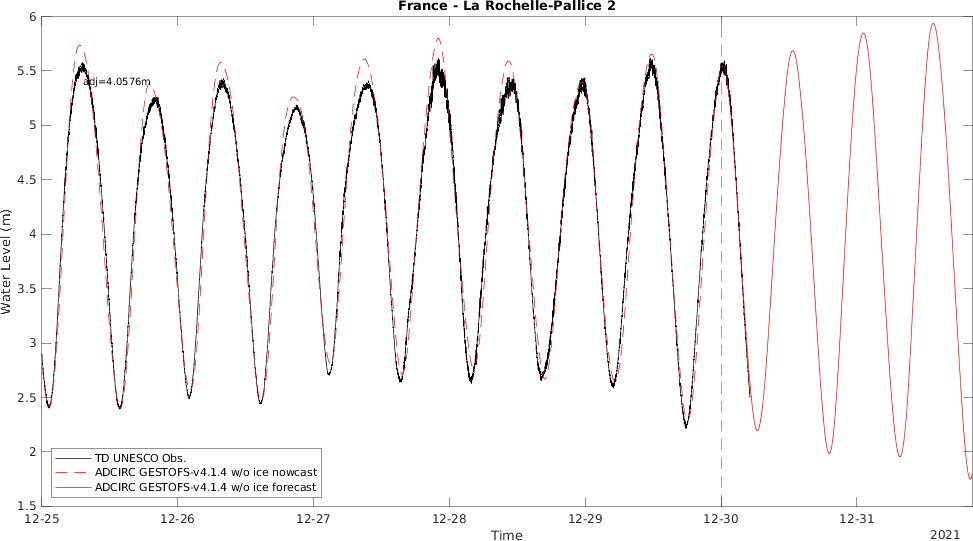 France - La Rochelle-Pallice 2
6
5.5
5
4.5
4
3.5
3
2.5
2
1.5
Water Level (m)
adj=4.0576m
TD UNESCO Obs.
ADCIRC GESTOFS-v4.1.4 w/o ice nowcast
ADCIRC GESTOFS-v4.1.4 w/o ice forecast
12-25
12-26
12-27
12-28
12-29
12-30
12-31
Time
2021